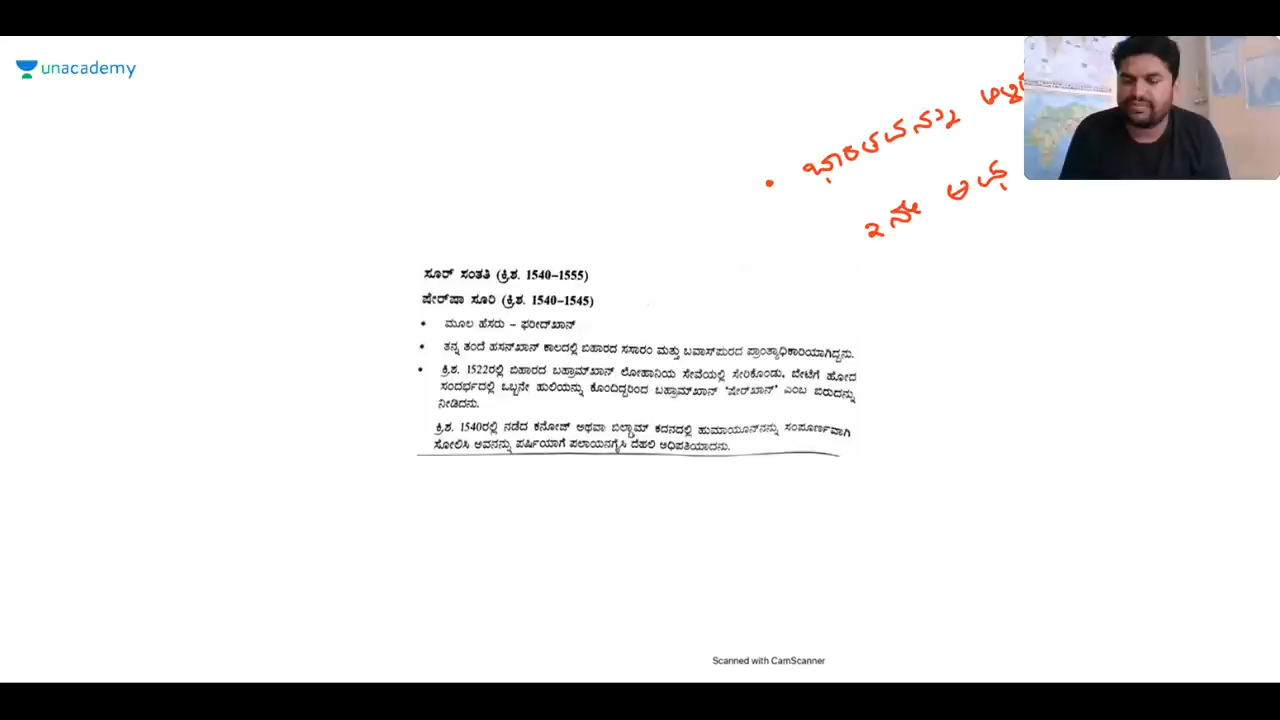 unacademy
• ಭಾರತವನ್ನು
೨ನೇ
ಸೂರ್ ಸಂತತಿ (ಕ್ರಿ.ಶ. 1540–1555)
ಷೇರ್‌ಷಾ ಸೂರಿ (ಕ್ರಿ.ಶ. 1540–1545)
• ಮೂಲ ಹೆಸರು – ಫರೀದ್‌ಖಾನ್
• ತನ್ನ ತಂದೆ ಹಸನ್‌ಖಾನ್ ಕಾಲದಲ್ಲಿ ಬಿಹಾರದ ಸಸಾರಂ ಮತ್ತು ಬವಾಸ್‌ಪುರದ ಪ್ರಾಂತ್ಯಾಧಿಕಾರಿಯಾಗಿದ್ದನು.
• ಕ್ರಿ.ಶ. 1522ರಲ್ಲಿ ಬಿಹಾರದ ಬಹ್ರಾಮ್‌ಖಾನ್ ಲೋಹಾನಿಯ ಸೇವೆಯಲ್ಲಿ ಸೇರಿಕೊಂಡು, ಬೇಟೆಗೆ ಹೋದ
ಸಂದರ್ಭದಲ್ಲಿ ಒಬ್ಬನೇ ಹುಲಿಯನ್ನು ಕೊಂದಿದ್ದರಿಂದ ಬಹ್ರಾಮ್‌ಖಾನ್ ‘ಷೇರ್‌ಖಾನ್’ ಎಂಬ ಬಿರುದನ್ನು
ನೀಡಿದನು.
ಕ್ರಿ.ಶ. 1540ರಲ್ಲಿ ನಡೆದ ಕನೋಜ್ ಅಥವಾ ಬಿಲ್ಗ್ರಾಮ್ ಕದನದಲ್ಲಿ ಹುಮಾಯೂನ್‌ನನ್ನು ಸಂಪೂರ್ಣವಾಗಿ
ಸೋಲಿಸಿ ಅವನನ್ನು ಪರ್ಷಿಯಾಗೆ ಪಲಾಯನಗೈಸಿ ದೆಹಲಿ ಅಧಿಪತಿಯಾದನು.
Scanned with CamScanner